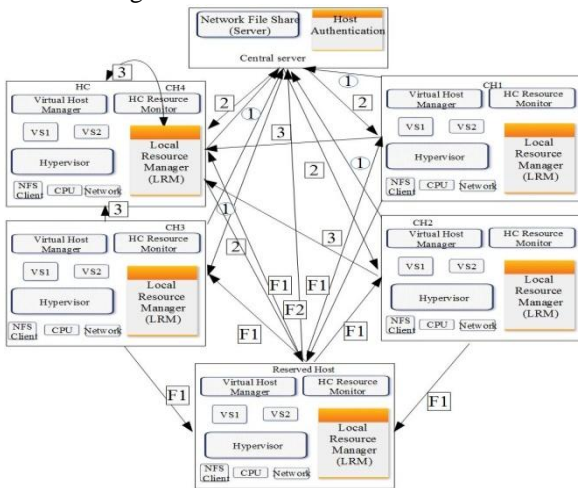 Network File Share
(Server)
Host
Authentication
Central server
HC
CH4
Virtual Host
Manager
HC Resource
Monitor
VS1
VS2
Local
Resource
Manager
(LRM)
Hypervisor
NFS
Client
CPU
Network
CH1
Virtual Host
Manager
HC Resource
Monitor
VS1
VS2
Local
Resource
Manager
(LRM)
Hypervisor
NFS
Client
CPU
Network
CH3
Virtual Host
Manager
HC Resource
Monitor
VS1
VS2
Local
Resource
Manager
(LRM)
Hypervisor
NFS
Client
CPU
Network
CH2
Virtual Host
Manager
HC Resource
Monitor
VS1
VS2
Local
Resource
Manager
(LRM)
Hypervisor
NFS
Client
CPU
Network
Reserved Host
Virtual Host
Manager
HC Resource
Monitor
VS1
VS2
Local
Resource
Manager
(LRM)
Hypervisor
NFS
Client
CPU
Network
3
2
1
1
2
3
2
1
3
1
2
3
F1
F1
F2
F1
F1
F1
F1